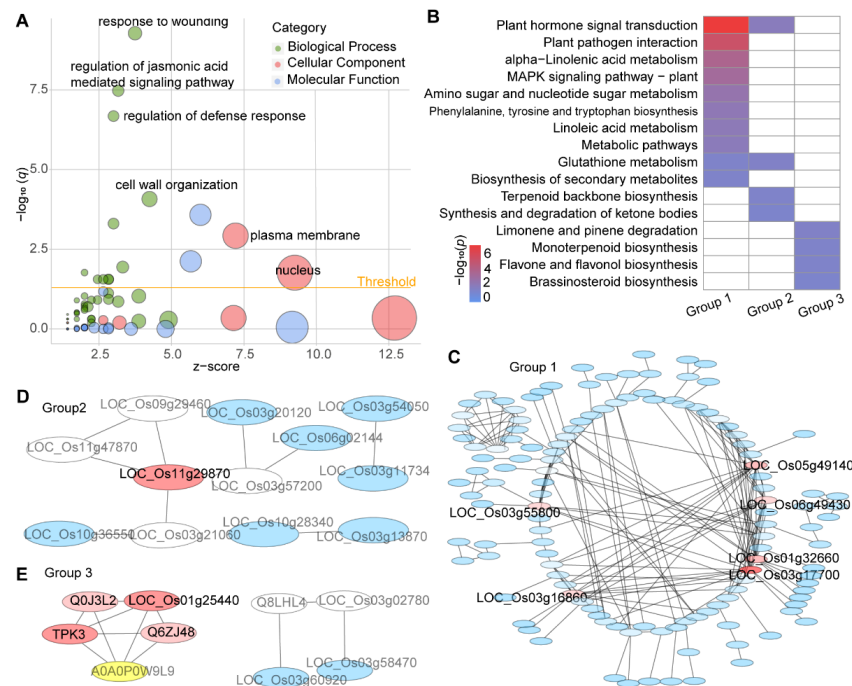 A
response to wounding
regulation of jasmonic acid
mediated signaling pathway
regulation of defense response
cell wall organization
plasma membrane
nucleus
Threshold
Category
Biological Process
Cellular Component
Molecular Function
−log₁₀ (q)
7.5
5.0
2.5
0.0
2.5
5.0
7.5
10.0
12.5
z−score
B
Plant hormone signal transduction
Plant pathogen interaction
alpha−Linolenic acid metabolism
MAPK signaling pathway − plant
Amino sugar and nucleotide sugar metabolism
Phenylalanine, tyrosine and tryptophan biosynthesis
Linoleic acid metabolism
Metabolic pathways
Glutathione metabolism
Biosynthesis of secondary metabolites
Terpenoid backbone biosynthesis
Synthesis and degradation of ketone bodies
Limonene and pinene degradation
Monoterpenoid biosynthesis
Flavone and flavonol biosynthesis
Brassinosteroid biosynthesis
−log₁₀(p)
6
4
2
0
Group 1
Group 2
Group 3
C
Group 1
LOC_Os05g49140
LOC_Os06g49430
LOC_Os03g55800
LOC_Os01g32660
LOC_Os03g17700
LOC_Os03g16860
D
Group2
LOC_Os09g29460
LOC_Os03g20120
LOC_Os03g54050
LOC_Os11g47870
LOC_Os06g02144
LOC_Os11g29870
LOC_Os03g57200
LOC_Os03g11734
LOC_Os10g36550
LOC_Os03g21060
LOC_Os10g28340
LOC_Os03g13870
E
Group 3
Q0J3L2
LOC_Os01g25440
TPK3
Q6ZJ48
A0A0P0W9L9
Q8LHL4
LOC_Os03g02780
LOC_Os03g58470
LOC_Os03g60920